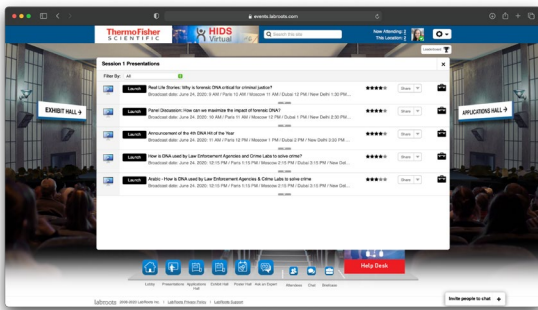 events.labroots.com
ThermoFisher
SCIENTIFIC
HIDS
Virtual
Search this site
Now Attending:
This Location:
Leaderboard
Session 1 Presentations
Filter By: All
Launch
Real Life Stories: Why is forensic DNA critical for criminal justice?
Broadcast date: June 24, 2020: 9 AM / Paris 10 AM / Moscow 11 AM / Dubai 12 PM / New Delhi 1:30 PM...
Share
Launch
Panel Discussion: How can we maximize the impact of forensic DNA?
Broadcast date: June 24, 2020: 10 AM / Paris 11 AM / Moscow 12 PM / Dubai 1 PM / New Delhi 2:30 PM...
Share
Launch
Announcement of the 4th DNA Hit of the Year
Broadcast date: June 24, 2020: 11 AM / Paris 12 PM / Moscow 1 PM / Dubai 2 PM / New Delhi 3:30 PM...
Share
Launch
How is DNA used by Law Enforcement Agencies and Crime Labs to solve crime?
Broadcast date: June 24, 2020: 12:15 PM / Paris 1:15 PM / Moscow 2:15 PM / Dubai 3:15 PM / New Del...
Share
Launch
Arabic - How is DNA used by Law Enforcement Agencies & Crime Labs to solve crime
Broadcast date: June 24, 2020: 12:15 PM / Paris 1:15 PM / Moscow 2:15 PM / Dubai 3:15 PM / New Del...
Share
EXHIBIT HALL
APPLICATIONS HALL
Help Desk
Lobby
Presentations
Applications Hall
Exhibit Hall
Poster Hall
Ask an Expert
Attendees
Chat
Briefcase
Labroots
2008-2020 LabRoots Inc. | LabRoots Privacy Policy | LabRoots Support
Invite people to chat +